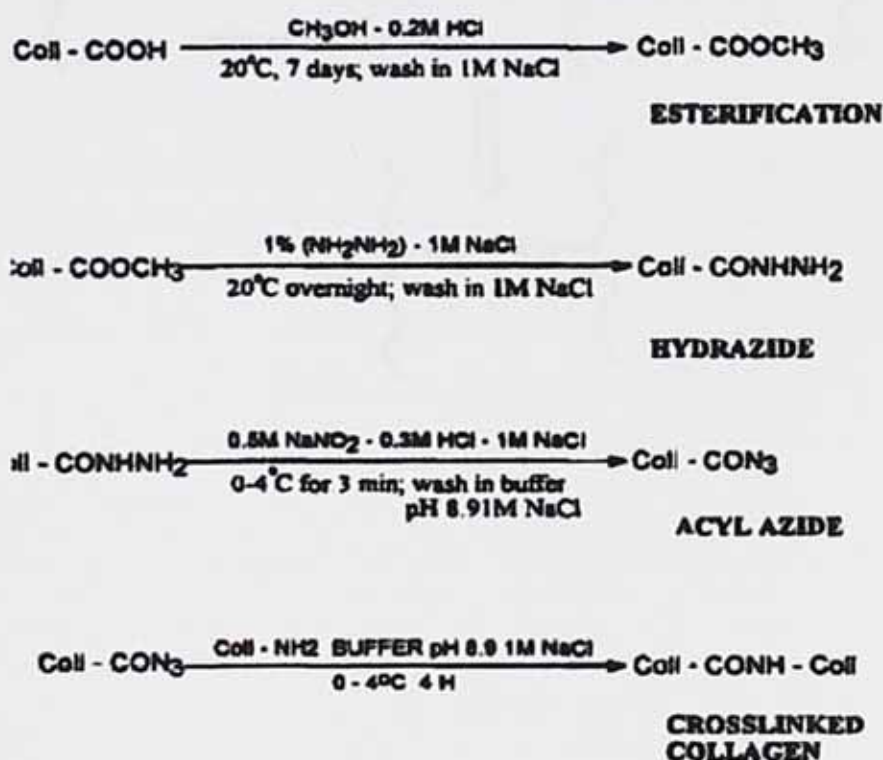 Coll - COOH CH3OH - 0.2M HCl Coll - COOCH3
20°C, 7 days; wash in 1M NaCl
ESTERIFICATION
oll - COOCH3 1% (NH2NH2) - 1M NaCl Coll - CONHNH2
20°C overnight; wash in 1M NaCl
HYDRAZIDE
ll - CONHNH2 0.5M NaNO2 - 0.3M HCl - 1M NaCl Coll - CON3
0-4°C for 3 min; wash in buffer
pH 8.91M NaCl
ACYL AZIDE
Coll - CON3 Coll - NH2 BUFFER pH 8.9 1M NaCl Coll - CONH - Coll
0 - 4ºC 4 H
CROSSLINKED
COLLAGEN